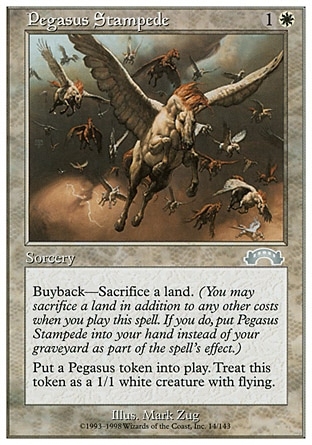 Pegasus Stampede 1
Sorcery
Buyback—Sacrifice a land. (You may
sacrifice a land in addition to any other costs
when you play this spell. If you do, put Pegasus
Stampede into your hand instead of your
graveyard as part of the spell's effect.)
Put a Pegasus token into play. Treat this
token as a 1/1 white creature with flying.
Illus. Mark Zug
©1993–1998 Wizards of the Coast, Inc. 14/143